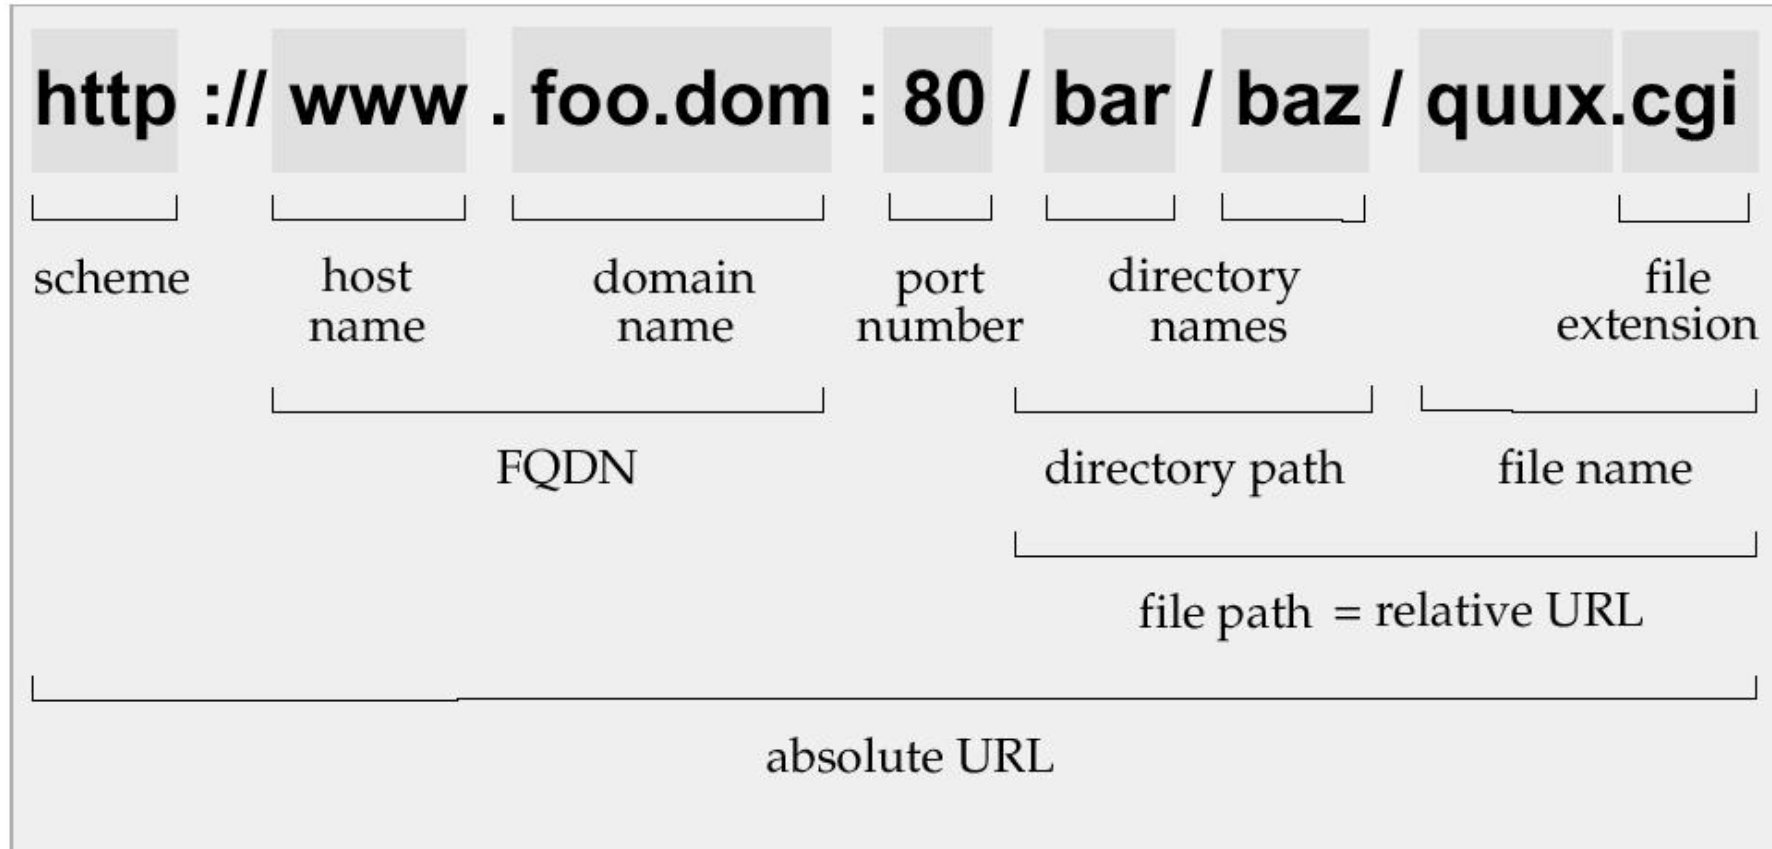 http :// www . foo.dom : 80 / bar / baz / quux.cgi
scheme host name domain name port number directory names file extension
FQDN directory path file name
file path = relative URL
absolute URL